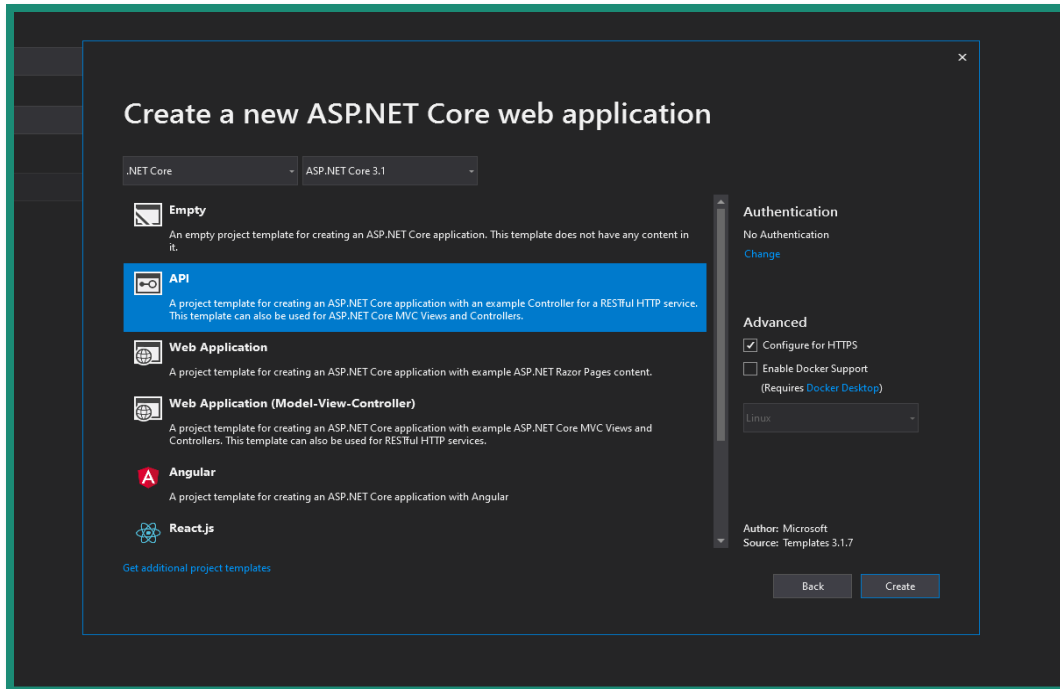 Create a new ASP.NET Core web application
.NET Core
ASP.NET Core 3.1
Empty
An empty project template for creating an ASP.NET Core application. This template does not have any content in
it.
API
A project template for creating an ASP.NET Core application with an example Controller for a RESTful HTTP service.
This template can also be used for ASP.NET Core MVC Views and Controllers.
Web Application
A project template for creating an ASP.NET Core application with example ASP.NET Razor Pages content.
Web Application (Model-View-Controller)
A project template for creating an ASP.NET Core application with example ASP.NET Core MVC Views and
Controllers. This template can also be used for RESTful HTTP services.
Angular
A project template for creating an ASP.NET Core application with Angular
React.js
Get additional project templates
Authentication
No Authentication
Change
Advanced
Configure for HTTPS
Enable Docker Support
(Requires Docker Desktop)
Linux
Author: Microsoft
Source: Templates 3.1.7
Back
Create